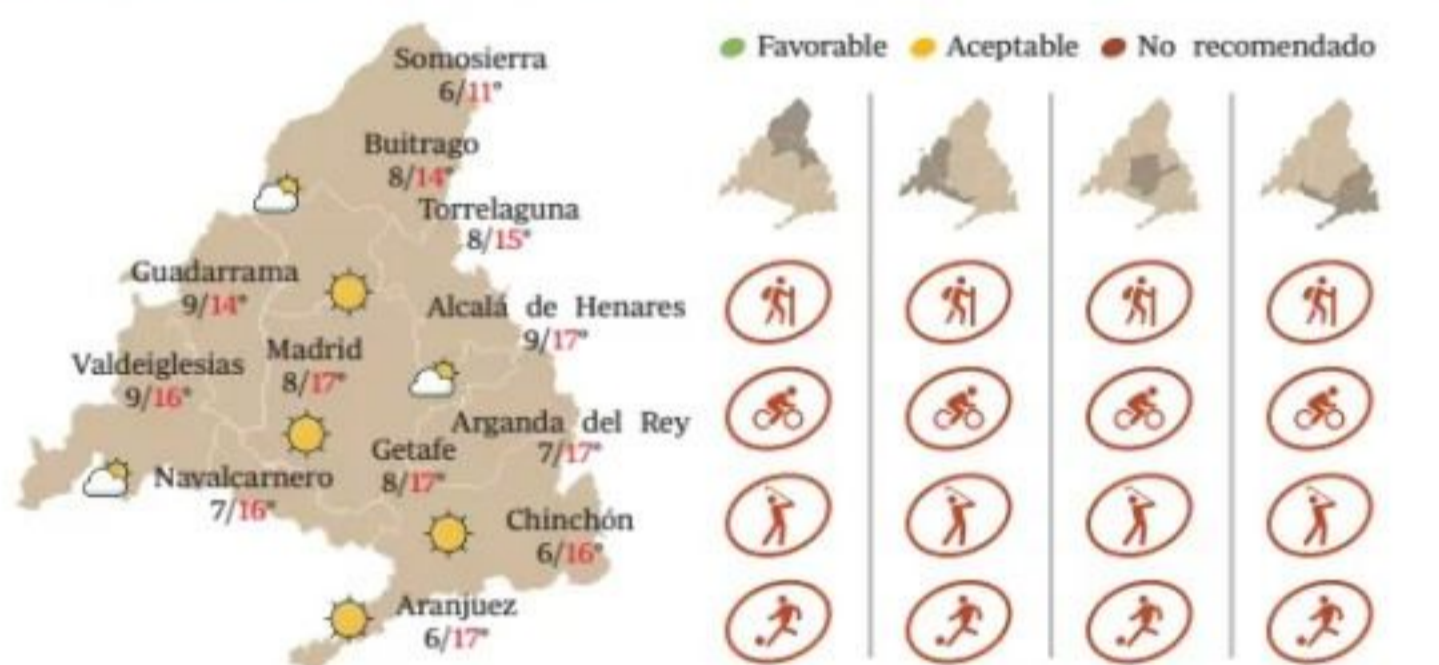 Somosierra
6/11°
Buitrago
8/14°
Torrelaguna
8/15°
Guadarrama
9/14°
Alcalá de Henares
9/17°
Valdeiglesias
9/16°
Madrid
8/17°
Arganda del Rey
7/17°
Getafe
8/17°
Navalcarnero
7/16°
Chinchón
6/16°
Aranjuez
6/17°
Favorable Aceptable No recomendado